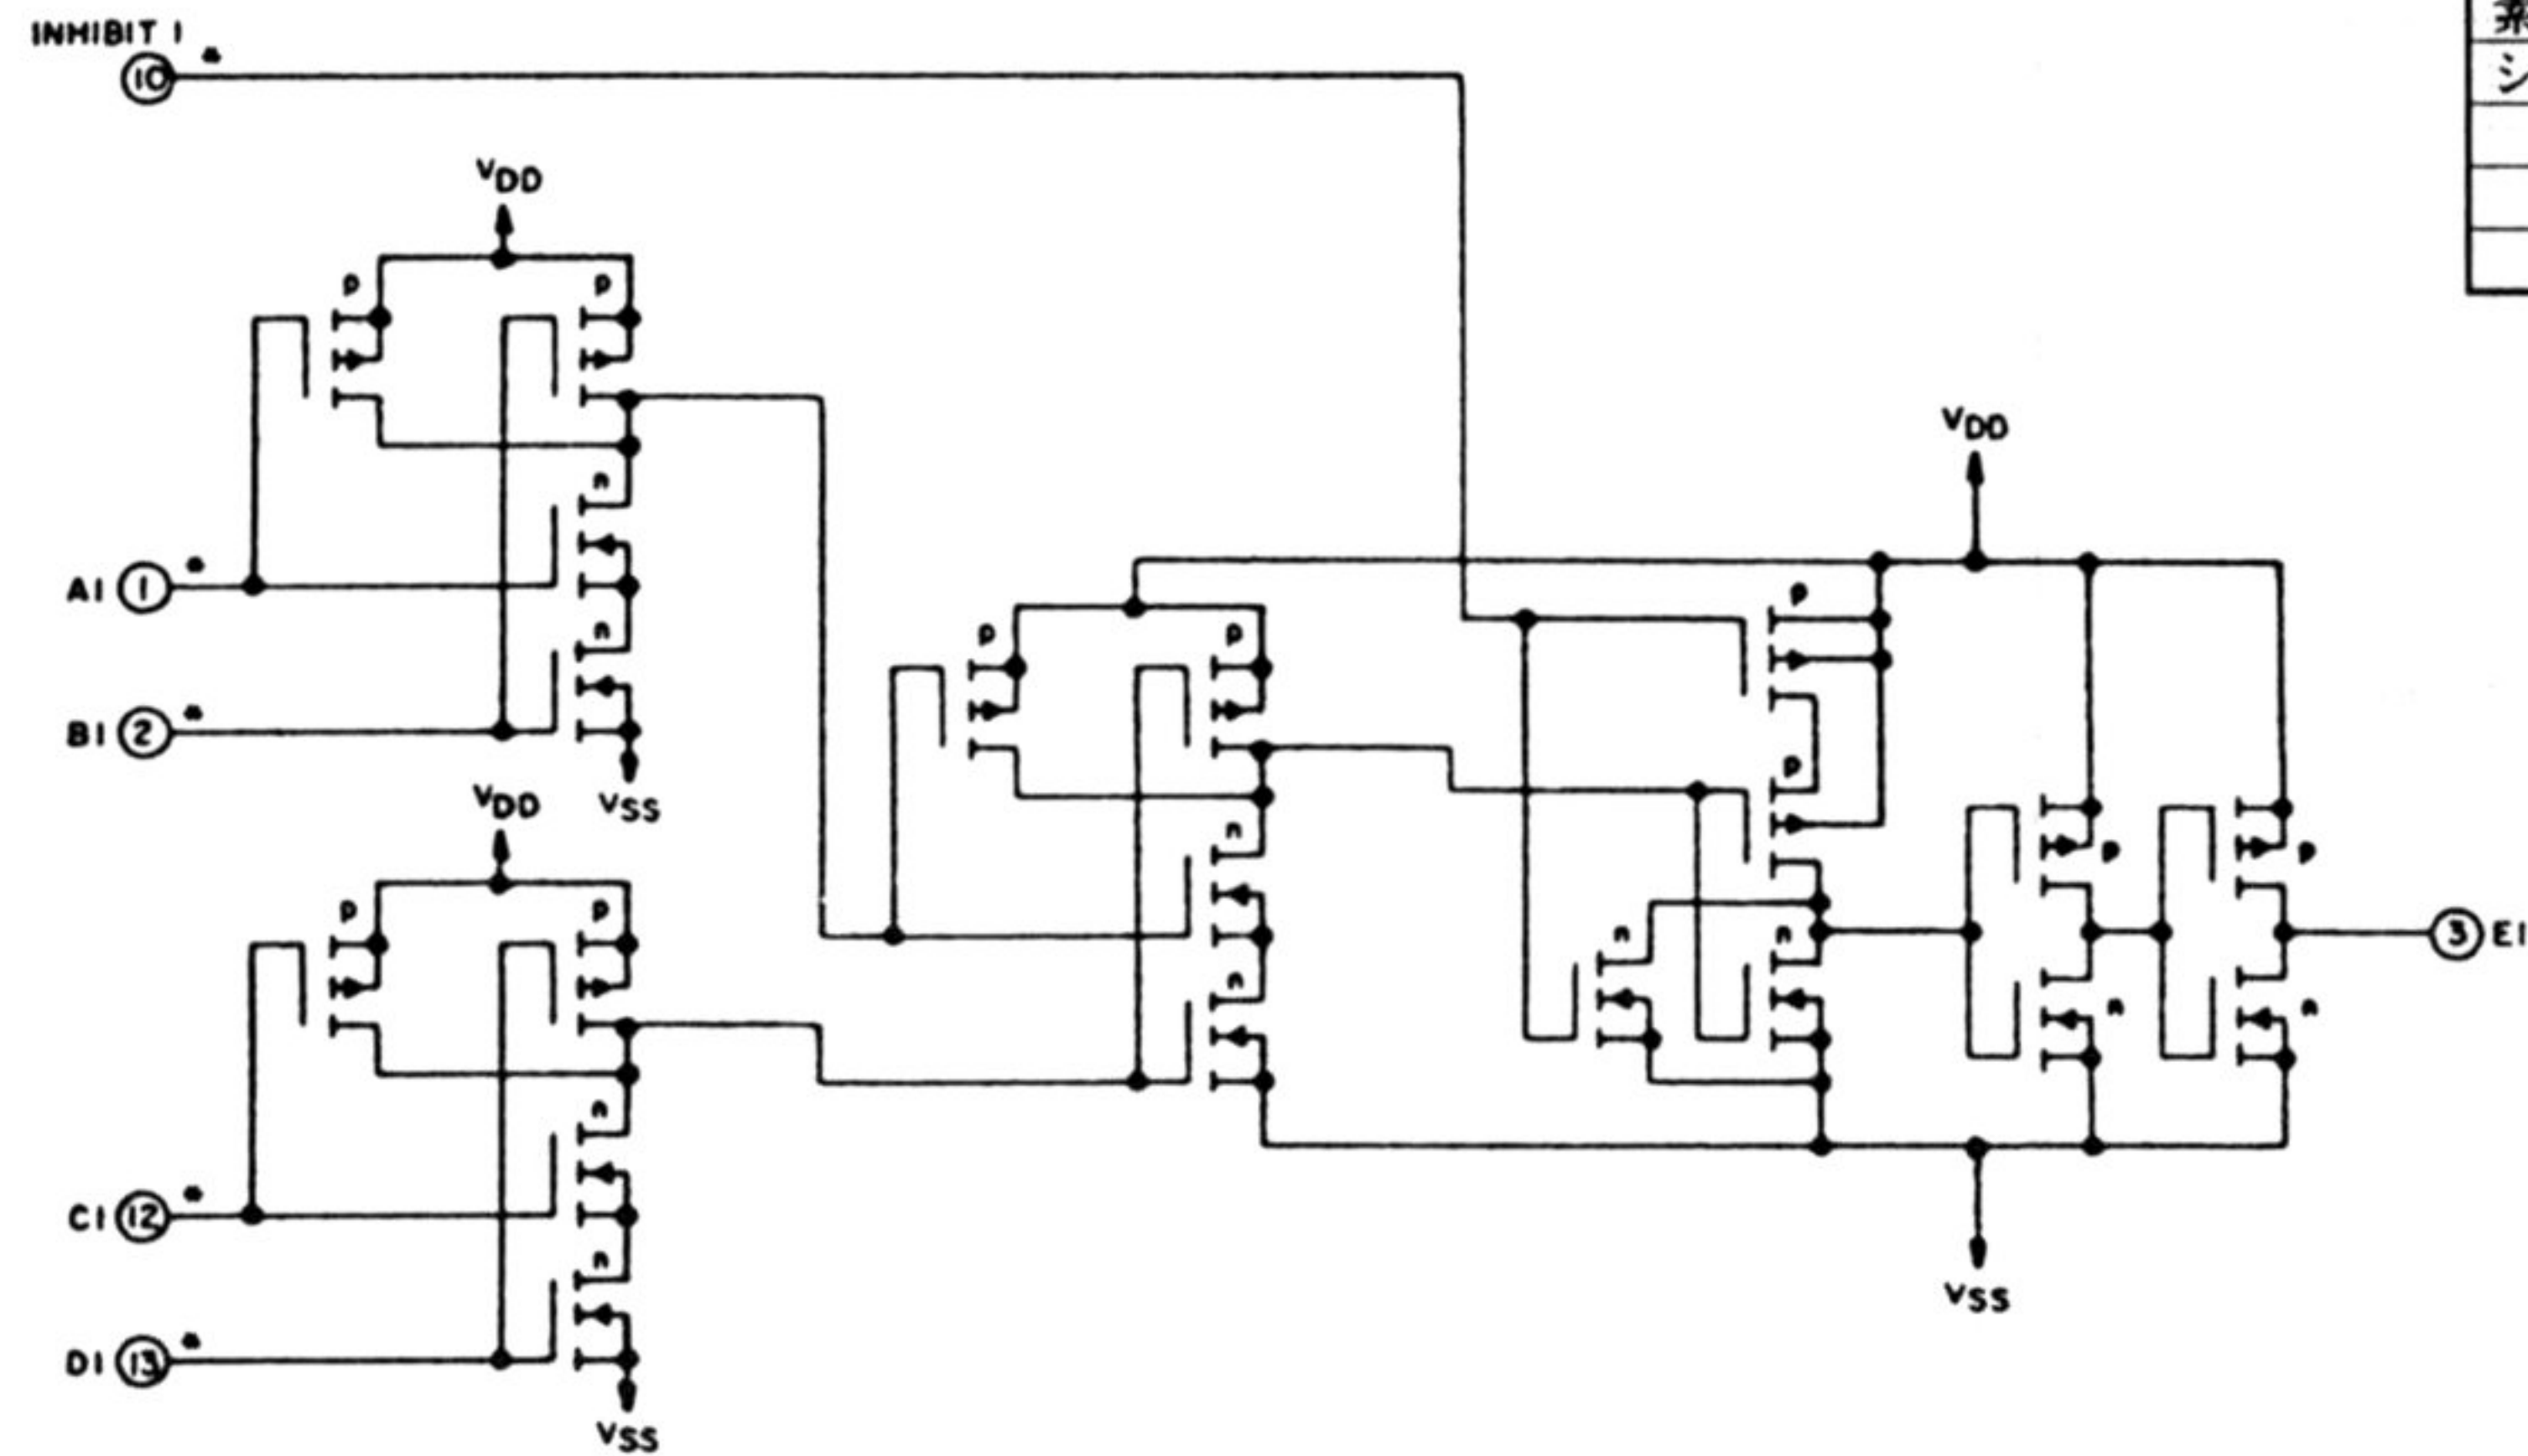 INHIBIT 1
10 *
VDD
p p
n
A1 1 *
n
B1 2 *
VSS
VDD
p p
n
C1 12 *
n
D1 13 *
VSS
p p
n
n
VDD
p
p
n n
p p
n n
3 E1
VSS
シ